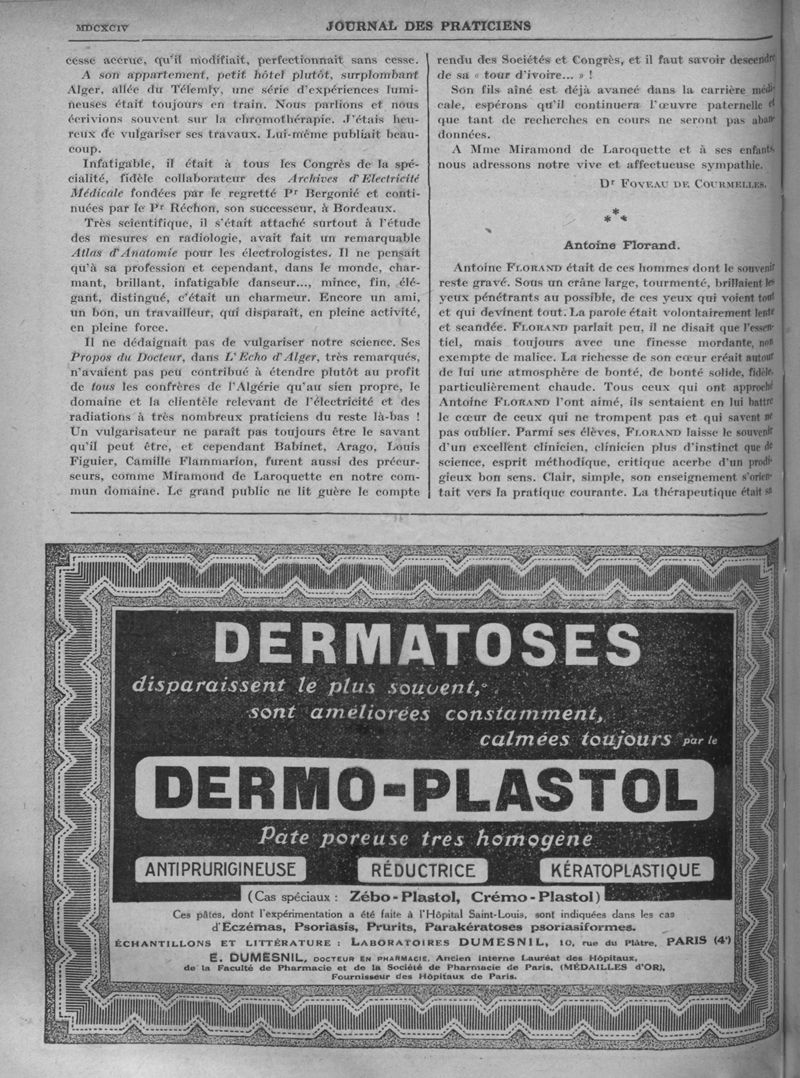 MDCXCIV
JOURNAL DES PRATICIENS
cesse accrue, qu'il modifiait, perfectionnait sans cesse.
A son appartement, petit hôtel plutôt, surplombant
Alger, allée du Télemly, une série d'expériences lumi-
neuses était toujours en train. Nous parlions et nous
écrivions souvent sur la chromothérapie. J'étais heu-
reux de vulgariser ses travaux. Lui-même publiait beau-
coup.
Infatigable, il était à tous les Congrès de la spé-
cialité, fidèle collaborateur des Archives d'Electricité
Médicale fondées par le regretté Pr Bergonié et conti-
nuées par le Pr Réchon, son successeur, à Bordeaux.
Très scientifique, il s'était attaché surtout à l'étude
des mesures en radiologie, avait fait un remarquable
Atlas d'Anatomie pour les électrologistes. Il ne pensait
qu'à sa profession et cependant, dans le monde, char-
mant, brillant, infatigable danseur..., mince, fin, élé-
gant, distingué, c'était un charmeur. Encore un ami,
un bon, un travailleur, qui disparaît, en pleine activité,
en pleine force.
Il ne dédaignait pas de vulgariser notre science. Ses
Propos du Docteur, dans L'Echo d'Alger, très remarqués,
n'avaient pas peu contribué à étendre plutôt au profit
de tous les confrères de l'Algérie qu'au sien propre, le
domaine et la clientèle relevant de l'électricité et des
radiations à très nombreux praticiens du reste là-bas !
Un vulgarisateur ne paraît pas toujours être le savant
qu'il peut être, et cependant Babinet, Arago, Louis
Figuier, Camille Flammarion, furent aussi des précur-
seurs, comme Miramond de Laroquette en notre com-
mun domaine. Le grand public ne lit guère le compte
rendu des Sociétés et Congrès, et il faut savoir descendre
de sa « tour d'ivoire... » !
Son fils aîné est déjà avancé dans la carrière médi-
cale, espérons qu'il continuera l'œuvre paternelle et
que tant de recherches en cours ne seront pas aban-
données.
A Mme Miramond de Laroquette et à ses enfants,
nous adressons notre vive et affectueuse sympathie.
Dr FOVEAU DE COURMELLES.
* * *
Antoine Florand.
Antoine FLORAND était de ces hommes dont le souvenir
reste gravé. Sous un crâne large, tourmenté, brillaient les
yeux pénétrants au possible, de ces yeux qui voient tout
et qui devinent tout. La parole était volontairement lente
et scandée. FLORAND parlait peu, il ne disait que l'essen-
tiel, mais toujours avec une finesse mordante, non
exempte de malice. La richesse de son cœur créait autour
de lui une atmosphère de bonté, de bonté solide, fidèle,
particulièrement chaude. Tous ceux qui ont approché
Antoine FLORAND l'ont aimé, ils sentaient en lui battre
le cœur de ceux qui ne trompent pas et qui savent ne
pas oublier. Parmi ses élèves, FLORAND laisse le souvenir
d'un excellent clinicien, clinicien plus d'instinct que de
science, esprit méthodique, critique acerbe d'un prodi-
gieux bon sens. Clair, simple, son enseignement s'orien-
tait vers la pratique courante. La thérapeutique était sa
DERMATOSES
disparaissent le plus souvent,
sont améliorées constamment,
calmées toujours par le
DERMO-PLASTOL
Pate poreuse très homogène
ANTIPRURIGINEUSE
RÉDUCTRICE
KÉRATOPLASTIQUE
(Cas spéciaux : Zébo-Plastol, Crémo-Plastol)
Ces pâtes, dont l'expérimentation a été faite à l'Hôpital Saint-Louis, sont indiquées dans les cas
d'Eczémas, Psoriasis, Prurits, Parakératoses psoriasiformes.
ÉCHANTILLONS ET LITTÉRATURE : LABORATOIRES DUMESNIL, 10, rue du Plâtre, PARIS (4e)
E. DUMESNIL, DOCTEUR EN PHARMACIE, Ancien Interne Lauréat des Hôpitaux,
de la Faculté de Pharmacie et de la Société de Pharmacie de Paris, (MÉDAILLES d'OR),
Fournisseur des Hôpitaux de Paris.